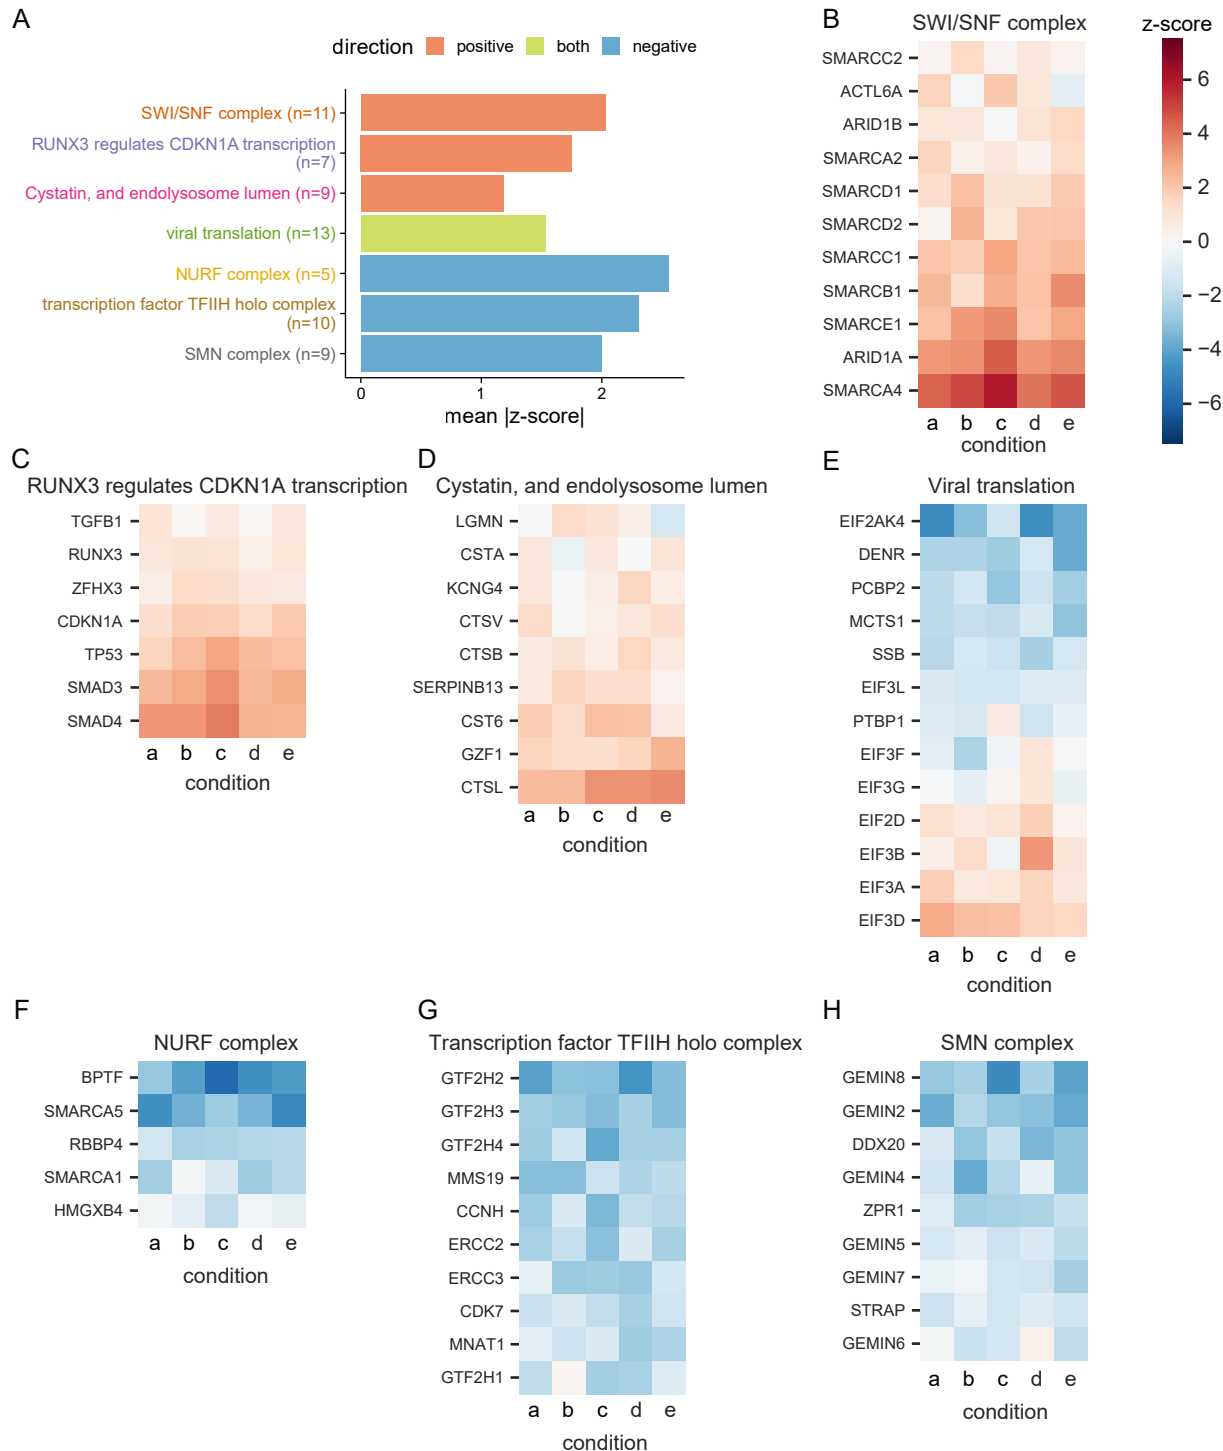 A
direction positive both negative
SWI/SNF complex (n=11)
RUNX3 regulates CDKN1A transcription
(n=7)
Cystatin, and endolysosome lumen (n=9)
viral translation (n=13)
NURF complex (n=5)
transcription factor TFIIH holo complex
(n=10)
SMN complex (n=9)
0 1 2
mean |z-score|
B
SWI/SNF complex
SMARCC2
ACTL6A
ARID1B
SMARCA2
SMARCD1
SMARCD2
SMARCC1
SMARCB1
SMARCE1
ARID1A
SMARCA4
a b c d e
condition
z-score
6
4
2
0
−2
−4
−6
C
RUNX3 regulates CDKN1A transcription
TGFB1
RUNX3
ZFHX3
CDKN1A
TP53
SMAD3
SMAD4
a b c d e
condition
D
Cystatin, and endolysosome lumen
LGMN
CSTA
KCNG4
CTSV
CTSB
SERPINB13
CST6
GZF1
CTSL
a b c d e
condition
E
Viral translation
EIF2AK4
DENR
PCBP2
MCTS1
SSB
EIF3L
PTBP1
EIF3F
EIF3G
EIF2D
EIF3B
EIF3A
EIF3D
a b c d e
condition
F
NURF complex
BPTF
SMARCA5
RBBP4
SMARCA1
HMGXB4
a b c d e
condition
G
Transcription factor TFIIH holo complex
GTF2H2
GTF2H3
GTF2H4
MMS19
CCNH
ERCC2
ERCC3
CDK7
MNAT1
GTF2H1
a b c d e
condition
H
SMN complex
GEMIN8
GEMIN2
DDX20
GEMIN4
ZPR1
GEMIN5
GEMIN7
STRAP
GEMIN6
a b c d e
condition